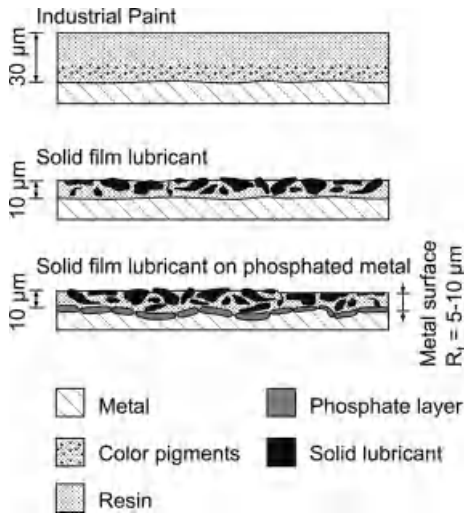 Industrial Paint
30 µm
Solid film lubricant
10 µm
Solid film lubricant on phosphated metal
10 µm
Metal surface
Rt = 5-10 µm
Metal
Phosphate layer
Color pigments
Solid lubricant
Resin